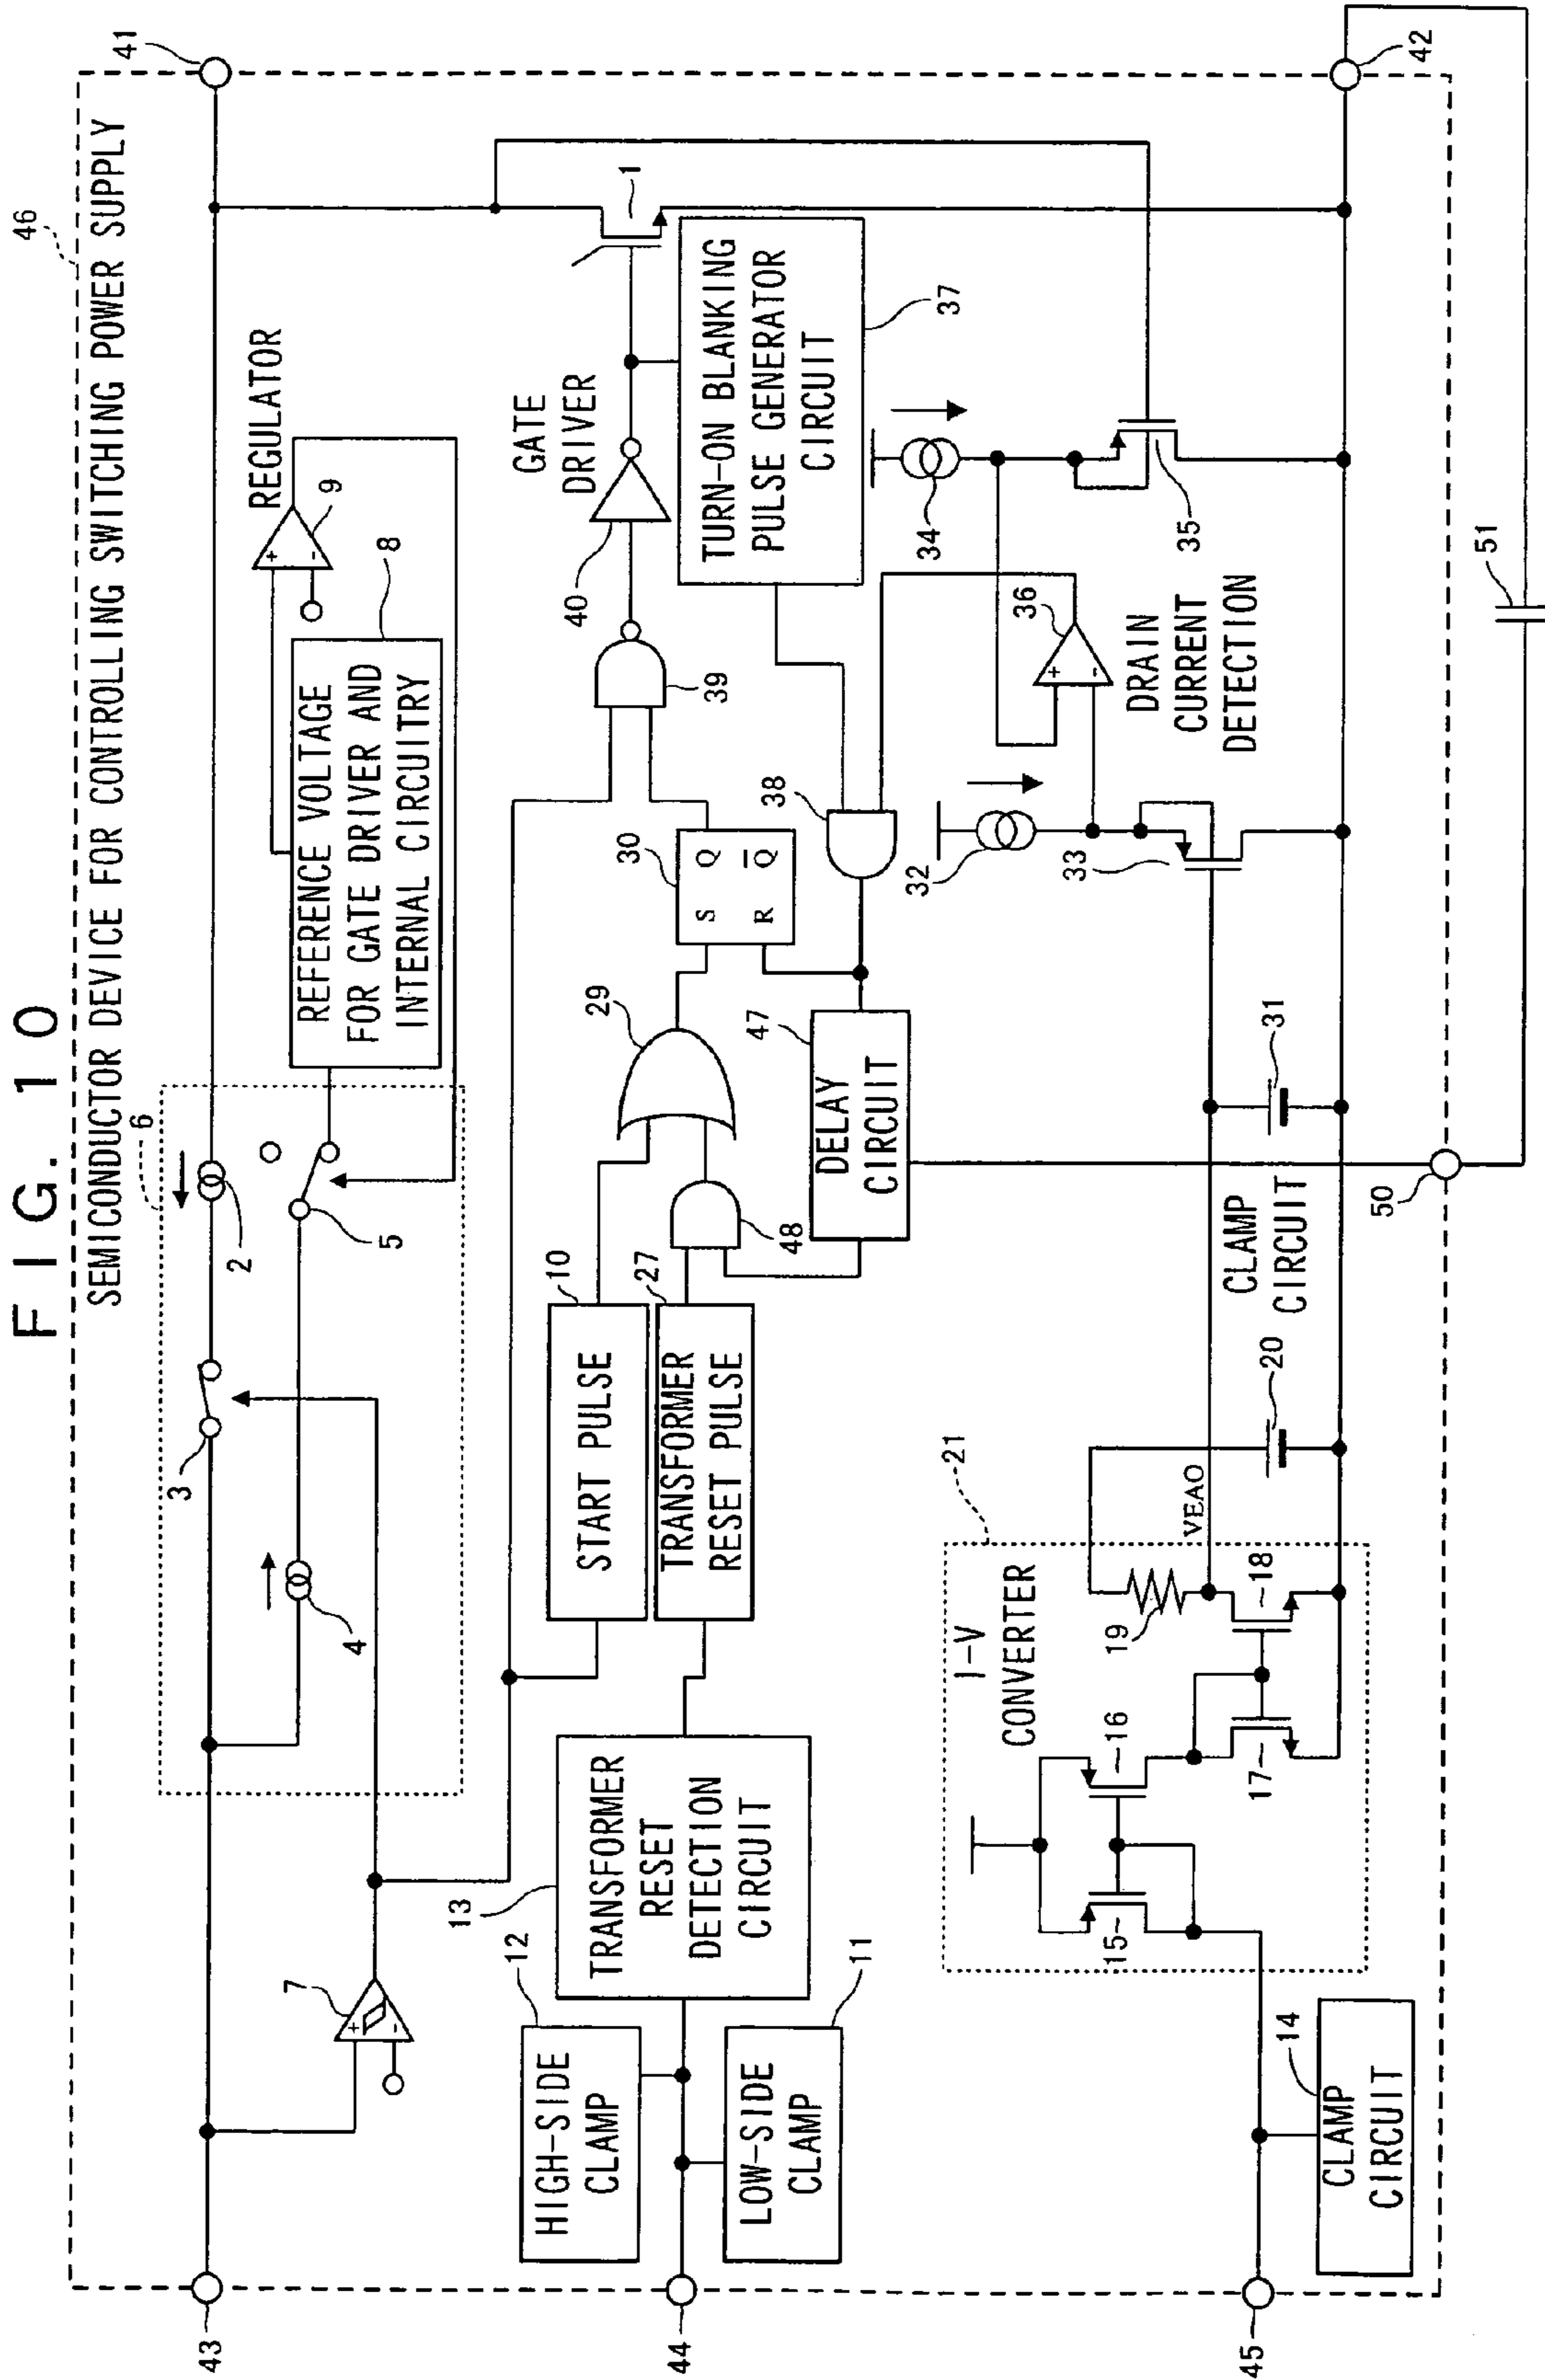 FIG. 10
SEMICONDUCTOR DEVICE FOR CONTROLLING SWITCHING POWER SUPPLY
46
41
6
3
2
4
5
REGULATOR
9
8
REFERENCE VOLTAGE
FOR GATE DRIVER AND
INTERNAL CIRCUITRY
+
-
43
7
+
-
12
HIGH-SIDE
CLAMP
LOW-SIDE
CLAMP
11
44
13
TRANSFORMER
RESET
DETECTION
CIRCUIT
10
START PULSE
27
TRANSFORMER
RESET PULSE
29
48
47
DELAY
CIRCUIT
30
S
Q
R
Q̅
38
39
40
GATE
DRIVER
1
TURN-ON BLANKING
PULSE GENERATOR
CIRCUIT
37
34
35
36
+
-
DRAIN
CURRENT
DETECTION
32
33
I-V
CONVERTER
21
15
16
17
18
19
VEAO
20
CLAMP
CIRCUIT
31
14
CLAMP
CIRCUIT
45
50
51
42